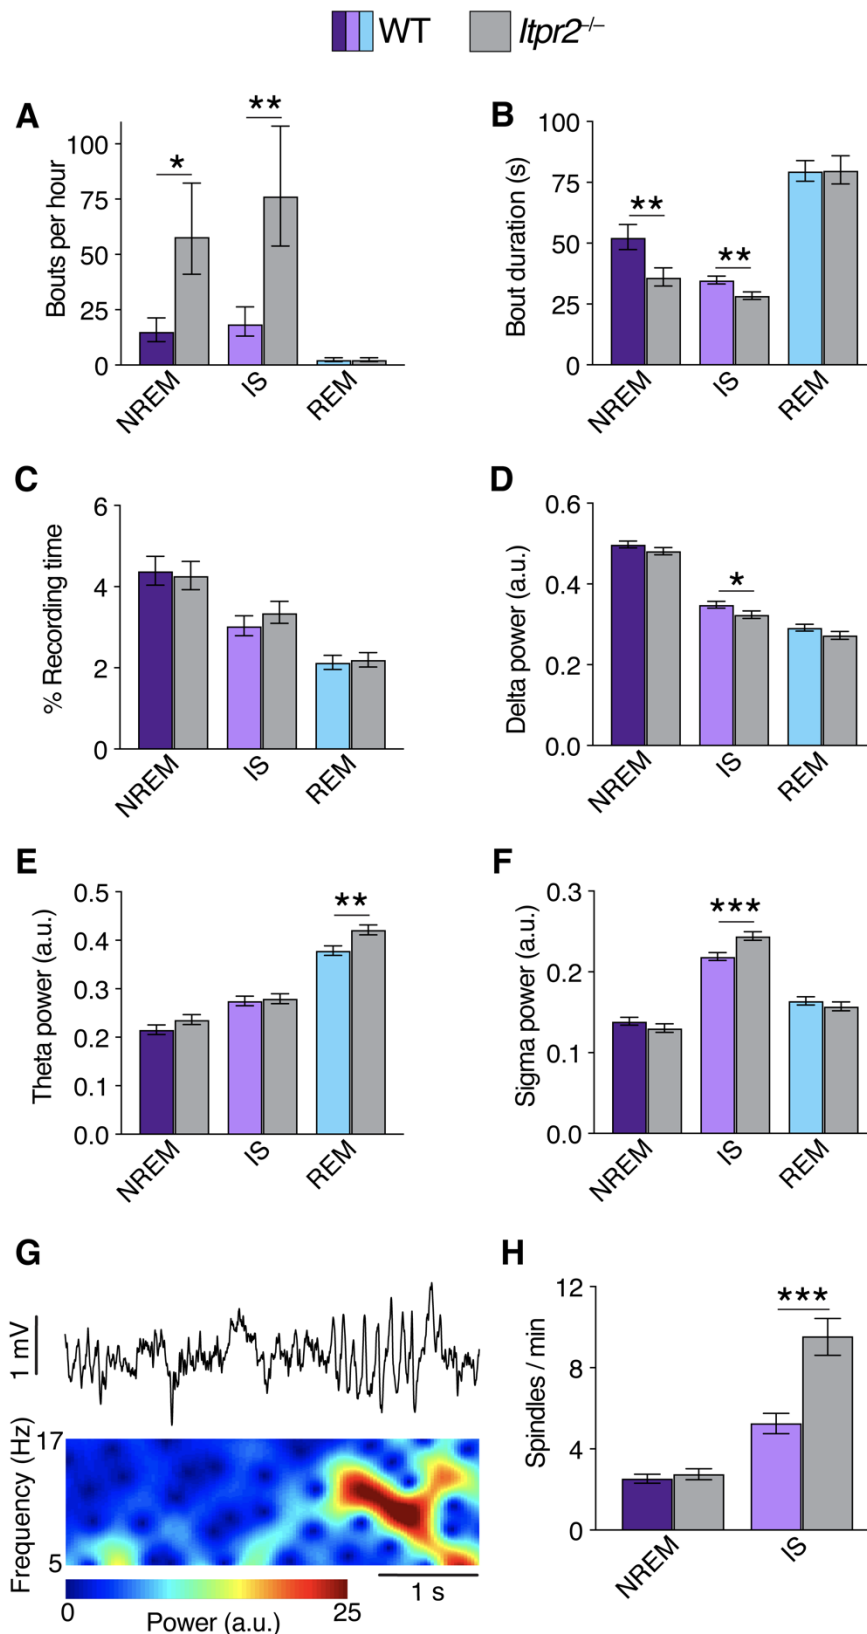 WT Itpr2–/–
A
Bouts per hour
100
75
50
25
0
*
**
NREM
IS
REM
B
Bout duration (s)
100
75
50
25
0
**
**
NREM
IS
REM
C
% Recording time
6
4
2
0
NREM
IS
REM
D
Delta power (a.u.)
0.6
0.4
0.2
0.0
*
NREM
IS
REM
E
Theta power (a.u.)
0.5
0.4
0.3
0.2
0.1
0.0
**
NREM
IS
REM
F
Sigma power (a.u.)
0.3
0.2
0.1
0.0
***
NREM
IS
REM
G
1 mV
Frequency (Hz)
17
5
0
25
Power (a.u.)
1 s
H
Spindles / min
12
8
4
0
***
NREM
IS